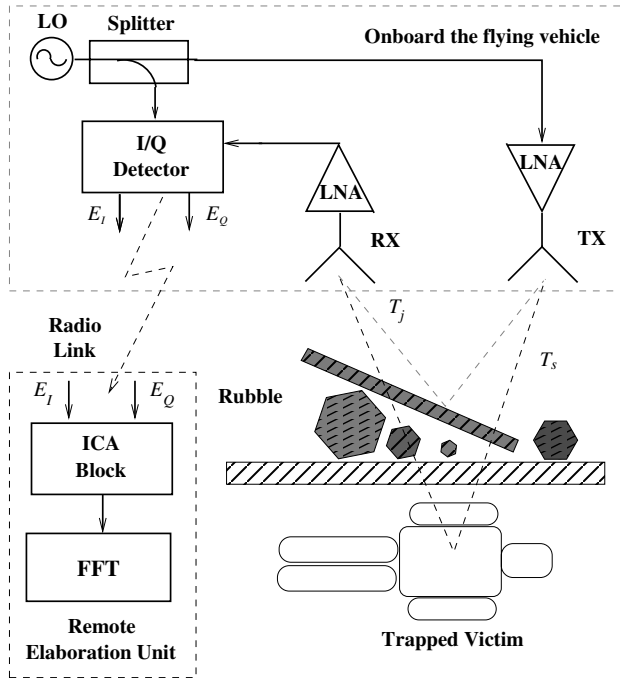 LO
Splitter
Onboard the flying vehicle
I/Q
Detector
LNA
LNA
E_I
E_Q
RX
TX
T_j
Radio
Link
T_s
E_I
E_Q
Rubble
ICA
Block
FFT
Remote
Elaboration Unit
Trapped Victim